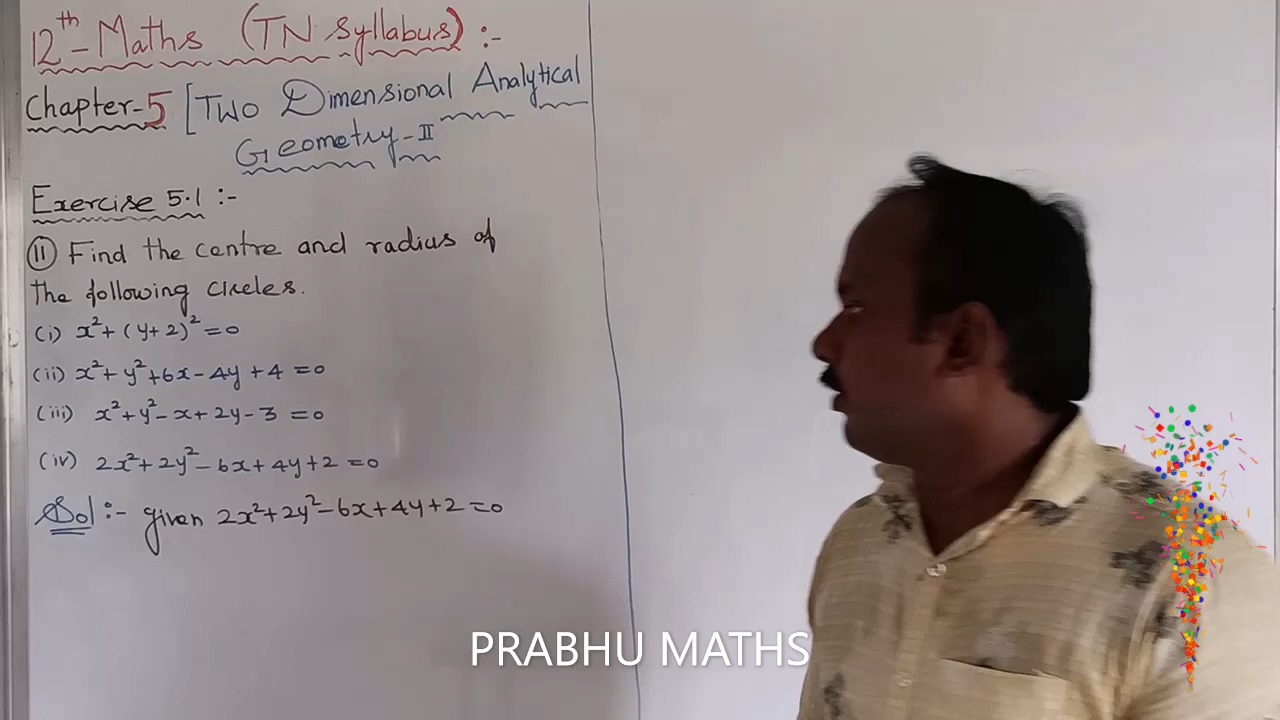 12th - Maths (TN Syllabus) :-
Chapter-5 [Two Dimensional Analytical
Geometry-II
Exercise 5.1 :-
11 Find the centre and radius of
the following circles.
(i) x²+(y+2)²=0
(ii) x²+y²+6x-4y+4=0
(iii) x²+y²-x+2y-3=0
(iv) 2x²+2y²-6x+4y+2=0
Sol :- given 2x²+2y²-6x+4y+2=0
PRABHU MATHS